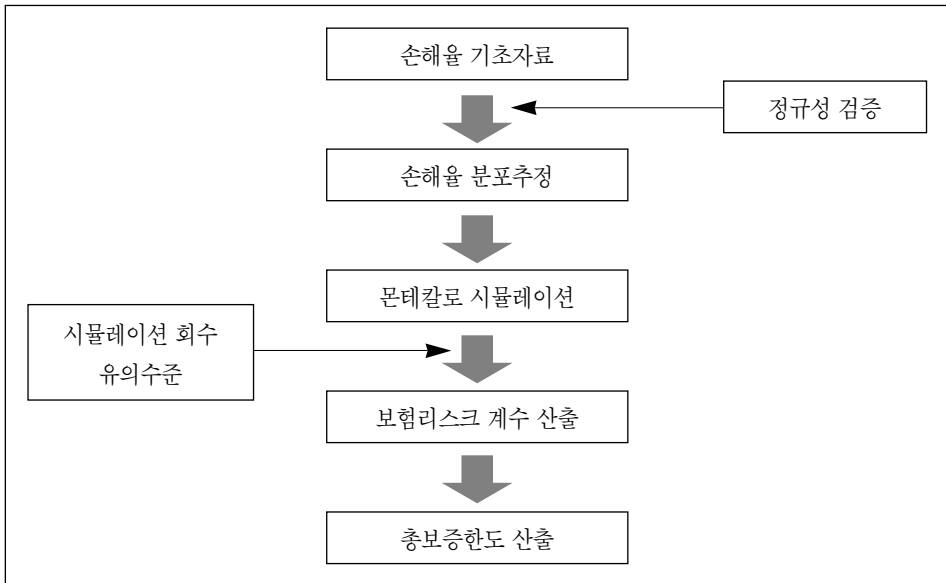 손해율 기초자료
정규성 검증
손해율 분포추정
몬테칼로 시뮬레이션
시뮬레이션 회수
유의수준
보험리스크 계수 산출
총보증한도 산출